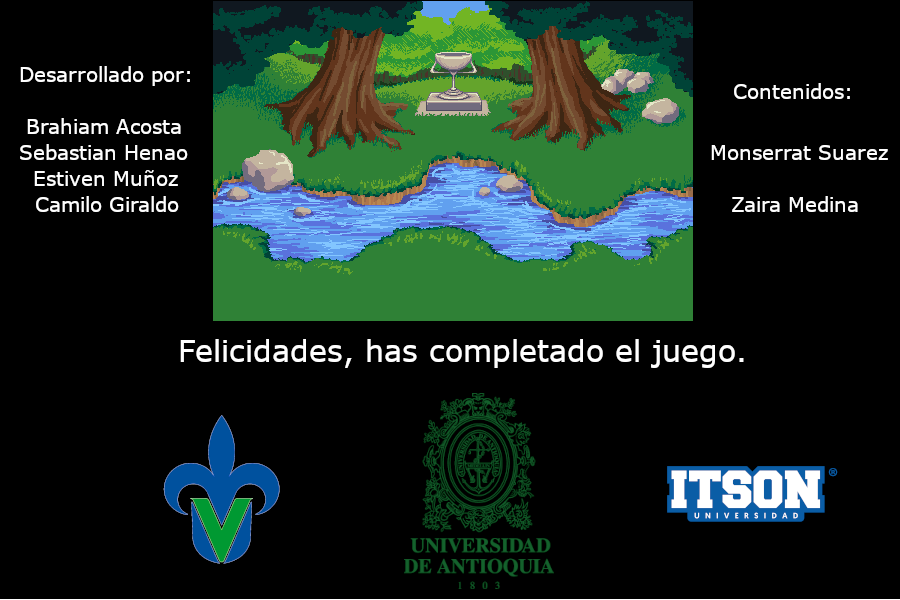 Desarrollado por:
Brahiam Acosta
Sebastian Henao
Estiven Muñoz
Camilo Giraldo
Contenidos:
Monserrat Suarez
Zaira Medina
Felicidades, has completado el juego.
UNIVERSIDAD
DE ANTIOQUIA
1803
ITSON ®
UNIVERSIDAD